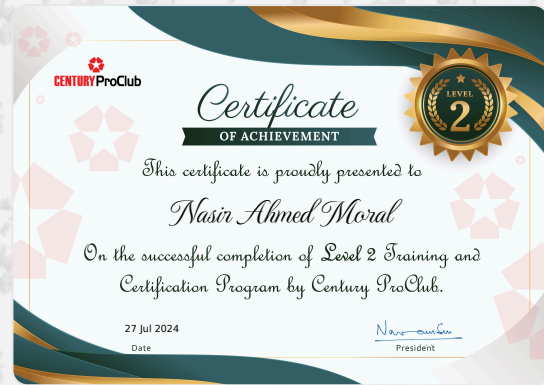 CENTURY ProClub
LEVEL
2
Certificate
OF ACHIEVEMENT
This certificate is proudly presented to
Nasir Ahmed Moral
On the successful completion of Level 2 Training and
Certification Program by Century ProClub.
27 Jul 2024
Date
President